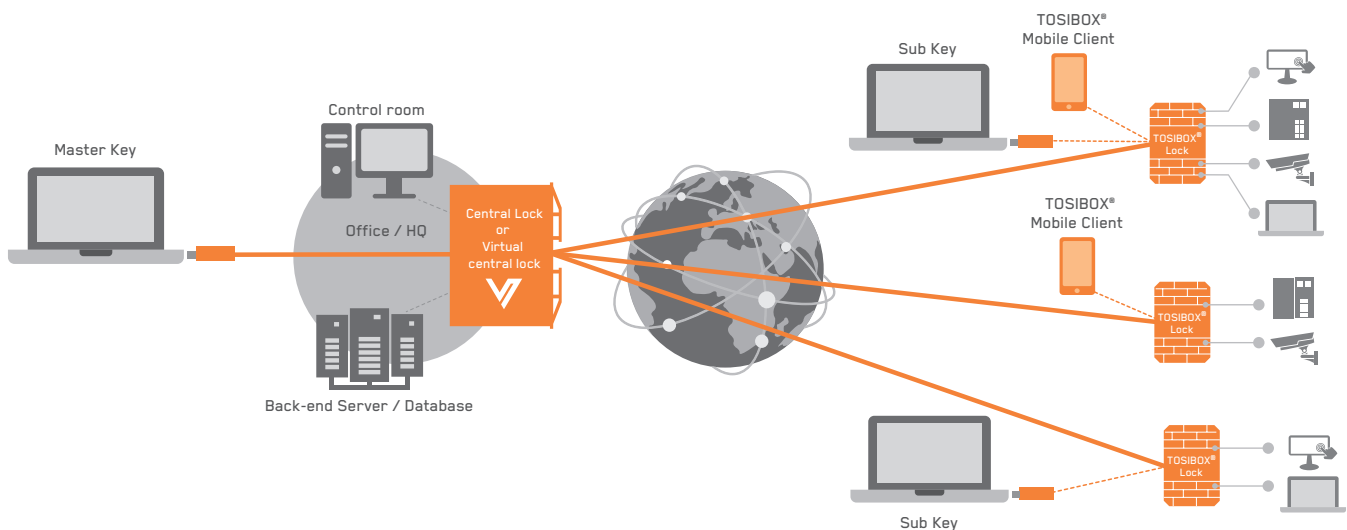 Master Key
Control room
Office / HQ
Central Lock
or
Virtual
central lock
Back-end Server / Database
Sub Key
TOSIBOX®
Mobile Client
TOSIBOX®
Lock
TOSIBOX®
Mobile Client
TOSIBOX®
Lock
TOSIBOX®
Lock
Sub Key